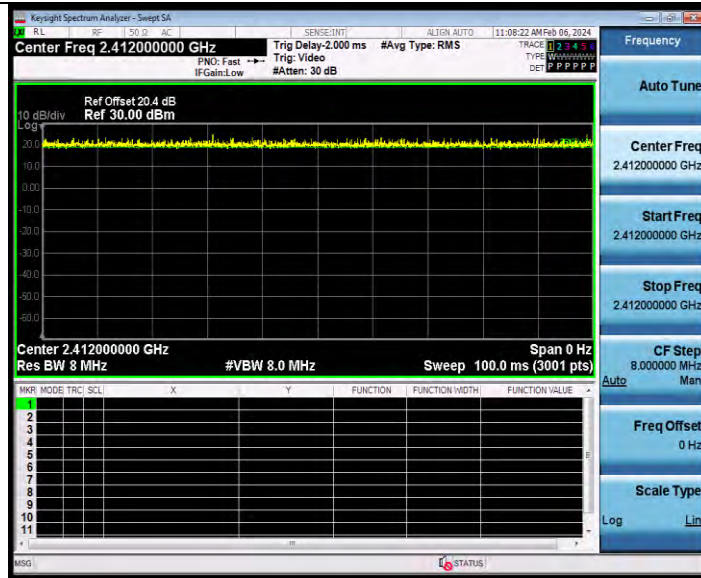 Keysight Spectrum Analyzer - Swept SA
RL RF 50 Ω AC SENSE:INT ALIGN AUTO 11:08:22 AM Feb 06, 2024
Center Freq 2.412000000 GHz
PNO: Fast
IFGain:Low
Trig Delay-2.000 ms
Trig: Video
#Atten: 30 dB
#Avg Type: RMS
TRACE 1 2 3 4 5 6
TYPE W
DET P P P P P P
Ref Offset 20.4 dB
10 dB/div Ref 30.00 dBm
Log
20.0
10.0
0.00
-10.0
-20.0
-30.0
-40.0
-50.0
-60.0
Center 2.412000000 GHz Span 0 Hz
Res BW 8 MHz #VBW 8.0 MHz Sweep 100.0 ms (3001 pts)
MKR MODE TRC SCL X Y FUNCTION FUNCTION WIDTH FUNCTION VALUE
1
2
3
4
5
6
7
8
9
10
11
MSG STATUS
Frequency
Auto Tune
Center Freq
2.412000000 GHz
Start Freq
2.412000000 GHz
Stop Freq
2.412000000 GHz
CF Step
8.000000 MHz
Auto Man
Freq Offset
0 Hz
Scale Type
Log Lin